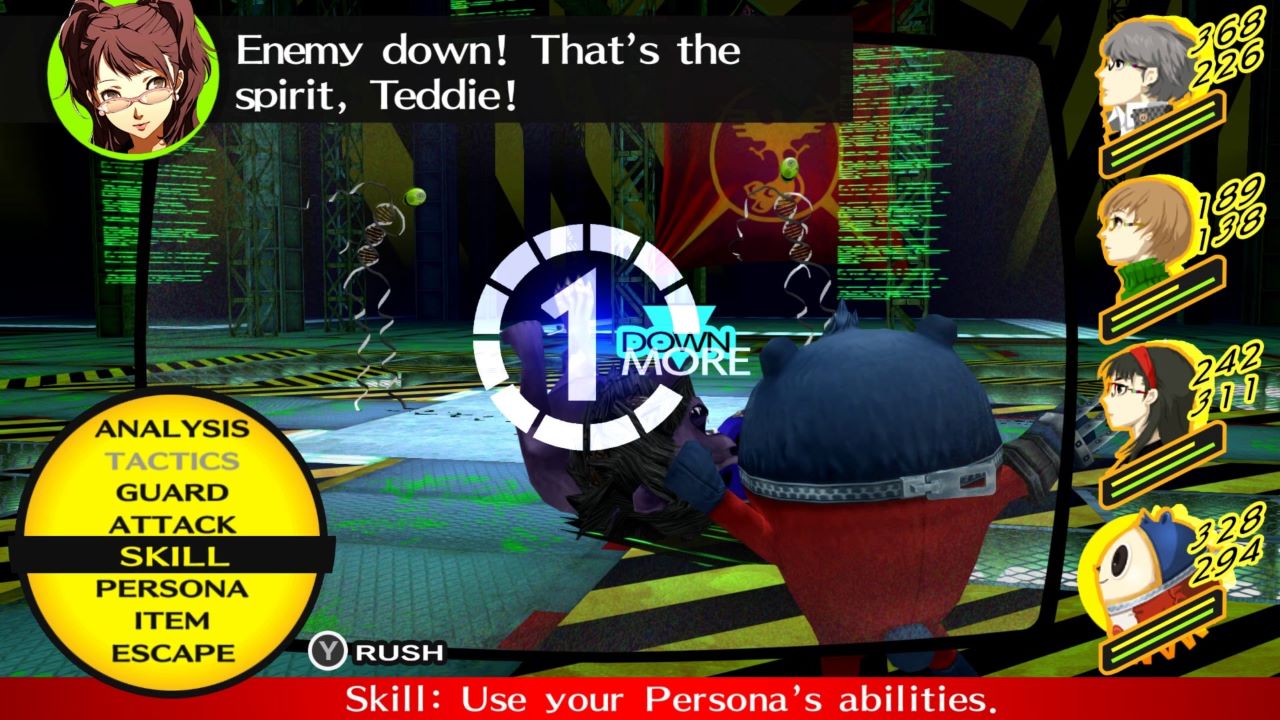 Enemy down! That's the
spirit, Teddie!
368
226
189
138
242
311
328
294
1
DOWN
MORE
ANALYSIS
TACTICS
GUARD
ATTACK
SKILL
PERSONA
ITEM
ESCAPE
Y RUSH
Skill: Use your Persona's abilities.